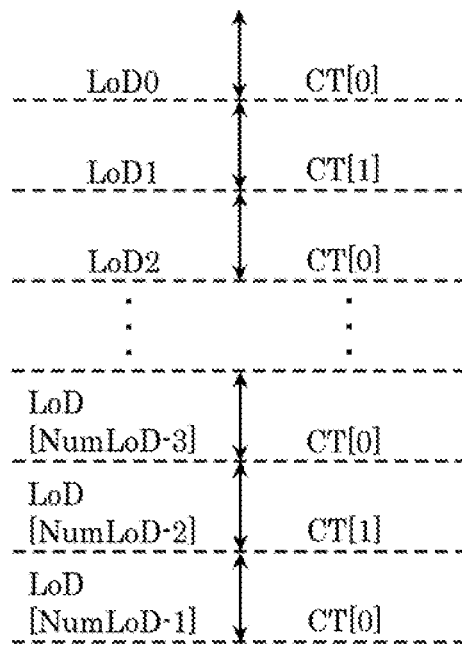 LoD0 CT[0]
LoD1 CT[1]
LoD2 CT[0]
LoD
[NumLoD-3] CT[0]
LoD
[NumLoD-2] CT[1]
LoD
[NumLoD-1] CT[0]